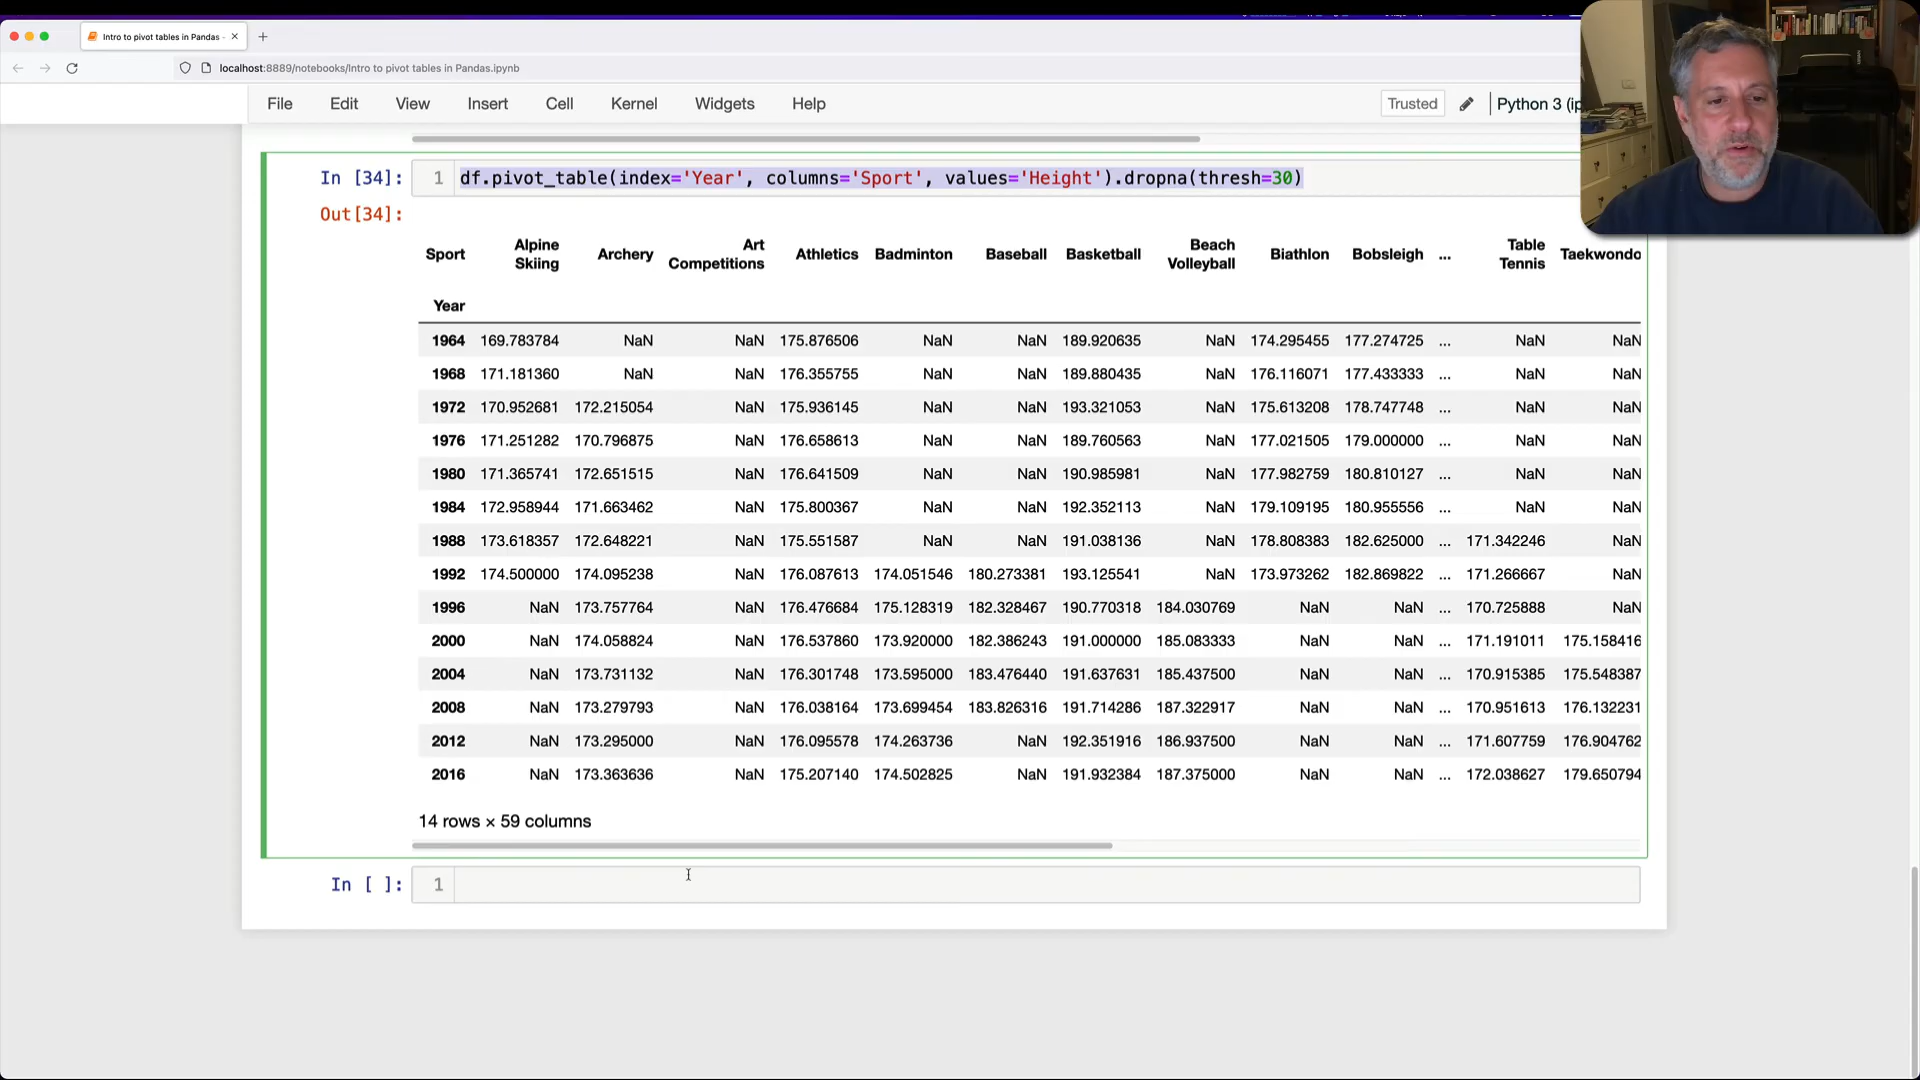 Intro to pivot tables in Pandas -
localhost:8889/notebooks/Intro to pivot tables in Pandas.ipynb
File Edit View Insert Cell Kernel Widgets Help Trusted Python 3 (ip
In [34]: 1 df.pivot_table(index='Year', columns='Sport', values='Height').dropna(thresh=30)
Out[34]:
Sport Alpine Skiing Archery Art Competitions Athletics Badminton Baseball Basketball Beach Volleyball Biathlon Bobsleigh ... Table Tennis Taekwondo
Year
1964 169.783784 NaN NaN 175.876506 NaN NaN 189.920635 NaN 174.295455 177.274725 ... NaN NaN
1968 171.181360 NaN NaN 176.355755 NaN NaN 189.880435 NaN 176.116071 177.433333 ... NaN NaN
1972 170.952681 172.215054 NaN 175.936145 NaN NaN 193.321053 NaN 175.613208 178.747748 ... NaN NaN
1976 171.251282 170.796875 NaN 176.658613 NaN NaN 189.760563 NaN 177.021505 179.000000 ... NaN NaN
1980 171.365741 172.651515 NaN 176.641509 NaN NaN 190.985981 NaN 177.982759 180.810127 ... NaN NaN
1984 172.958944 171.663462 NaN 175.800367 NaN NaN 192.352113 NaN 179.109195 180.955556 ... NaN NaN
1988 173.618357 172.648221 NaN 175.551587 NaN NaN 191.038136 NaN 178.808383 182.625000 ... 171.342246 NaN
1992 174.500000 174.095238 NaN 176.087613 174.051546 180.273381 193.125541 NaN 173.973262 182.869822 ... 171.266667 NaN
1996 NaN 173.757764 NaN 176.476684 175.128319 182.328467 190.770318 184.030769 NaN NaN ... 170.725888 NaN
2000 NaN 174.058824 NaN 176.537860 173.920000 182.386243 191.000000 185.083333 NaN NaN ... 171.191011 175.158416
2004 NaN 173.731132 NaN 176.301748 173.595000 183.476440 191.637631 185.437500 NaN NaN ... 170.915385 175.548387
2008 NaN 173.279793 NaN 176.038164 173.699454 183.826316 191.714286 187.322917 NaN NaN ... 170.951613 176.132231
2012 NaN 173.295000 NaN 176.095578 174.263736 NaN 192.351916 186.937500 NaN NaN ... 171.607759 176.904762
2016 NaN 173.363636 NaN 175.207140 174.502825 NaN 191.932384 187.375000 NaN NaN ... 172.038627 179.650794
14 rows × 59 columns
In [ ]: 1